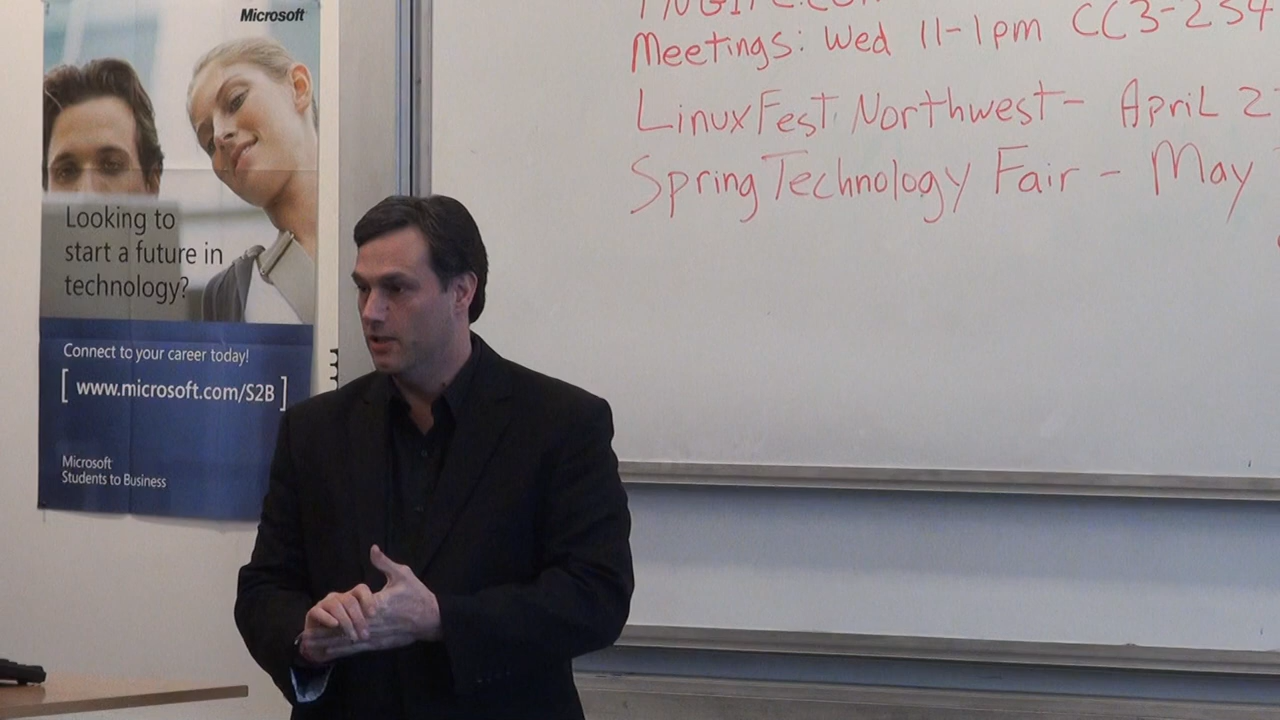 Microsoft
Looking to
start a future in
technology?
Connect to your career today!
[ www.microsoft.com/S2B ]
Microsoft
Students to Business
Meetings: Wed 11-1pm CC3-234
LinuxFest Northwest - April 2
Spring Technology Fair - May